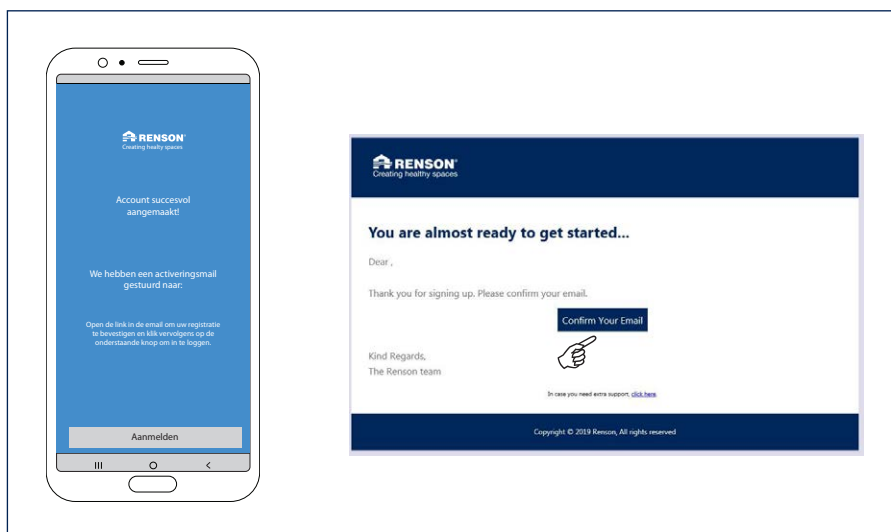 RENSON
Creating healty spaces
Account succesvol
aangemaakt!
We hebben een activeringsmail
gestuurd naar:
Open de link in de email om uw registratie
te bevestigen en klik vervolgens op de
onderstaande knop om in te loggen.
Aanmelden
RENSON
Creating healthy spaces
You are almost ready to get started...
Dear ,
Thank you for signing up. Please confirm your email.
Confirm Your Email
Kind Regards,
The Renson team
In case you need extra support, click here.
Copyright © 2019 Renson, All rights reserved